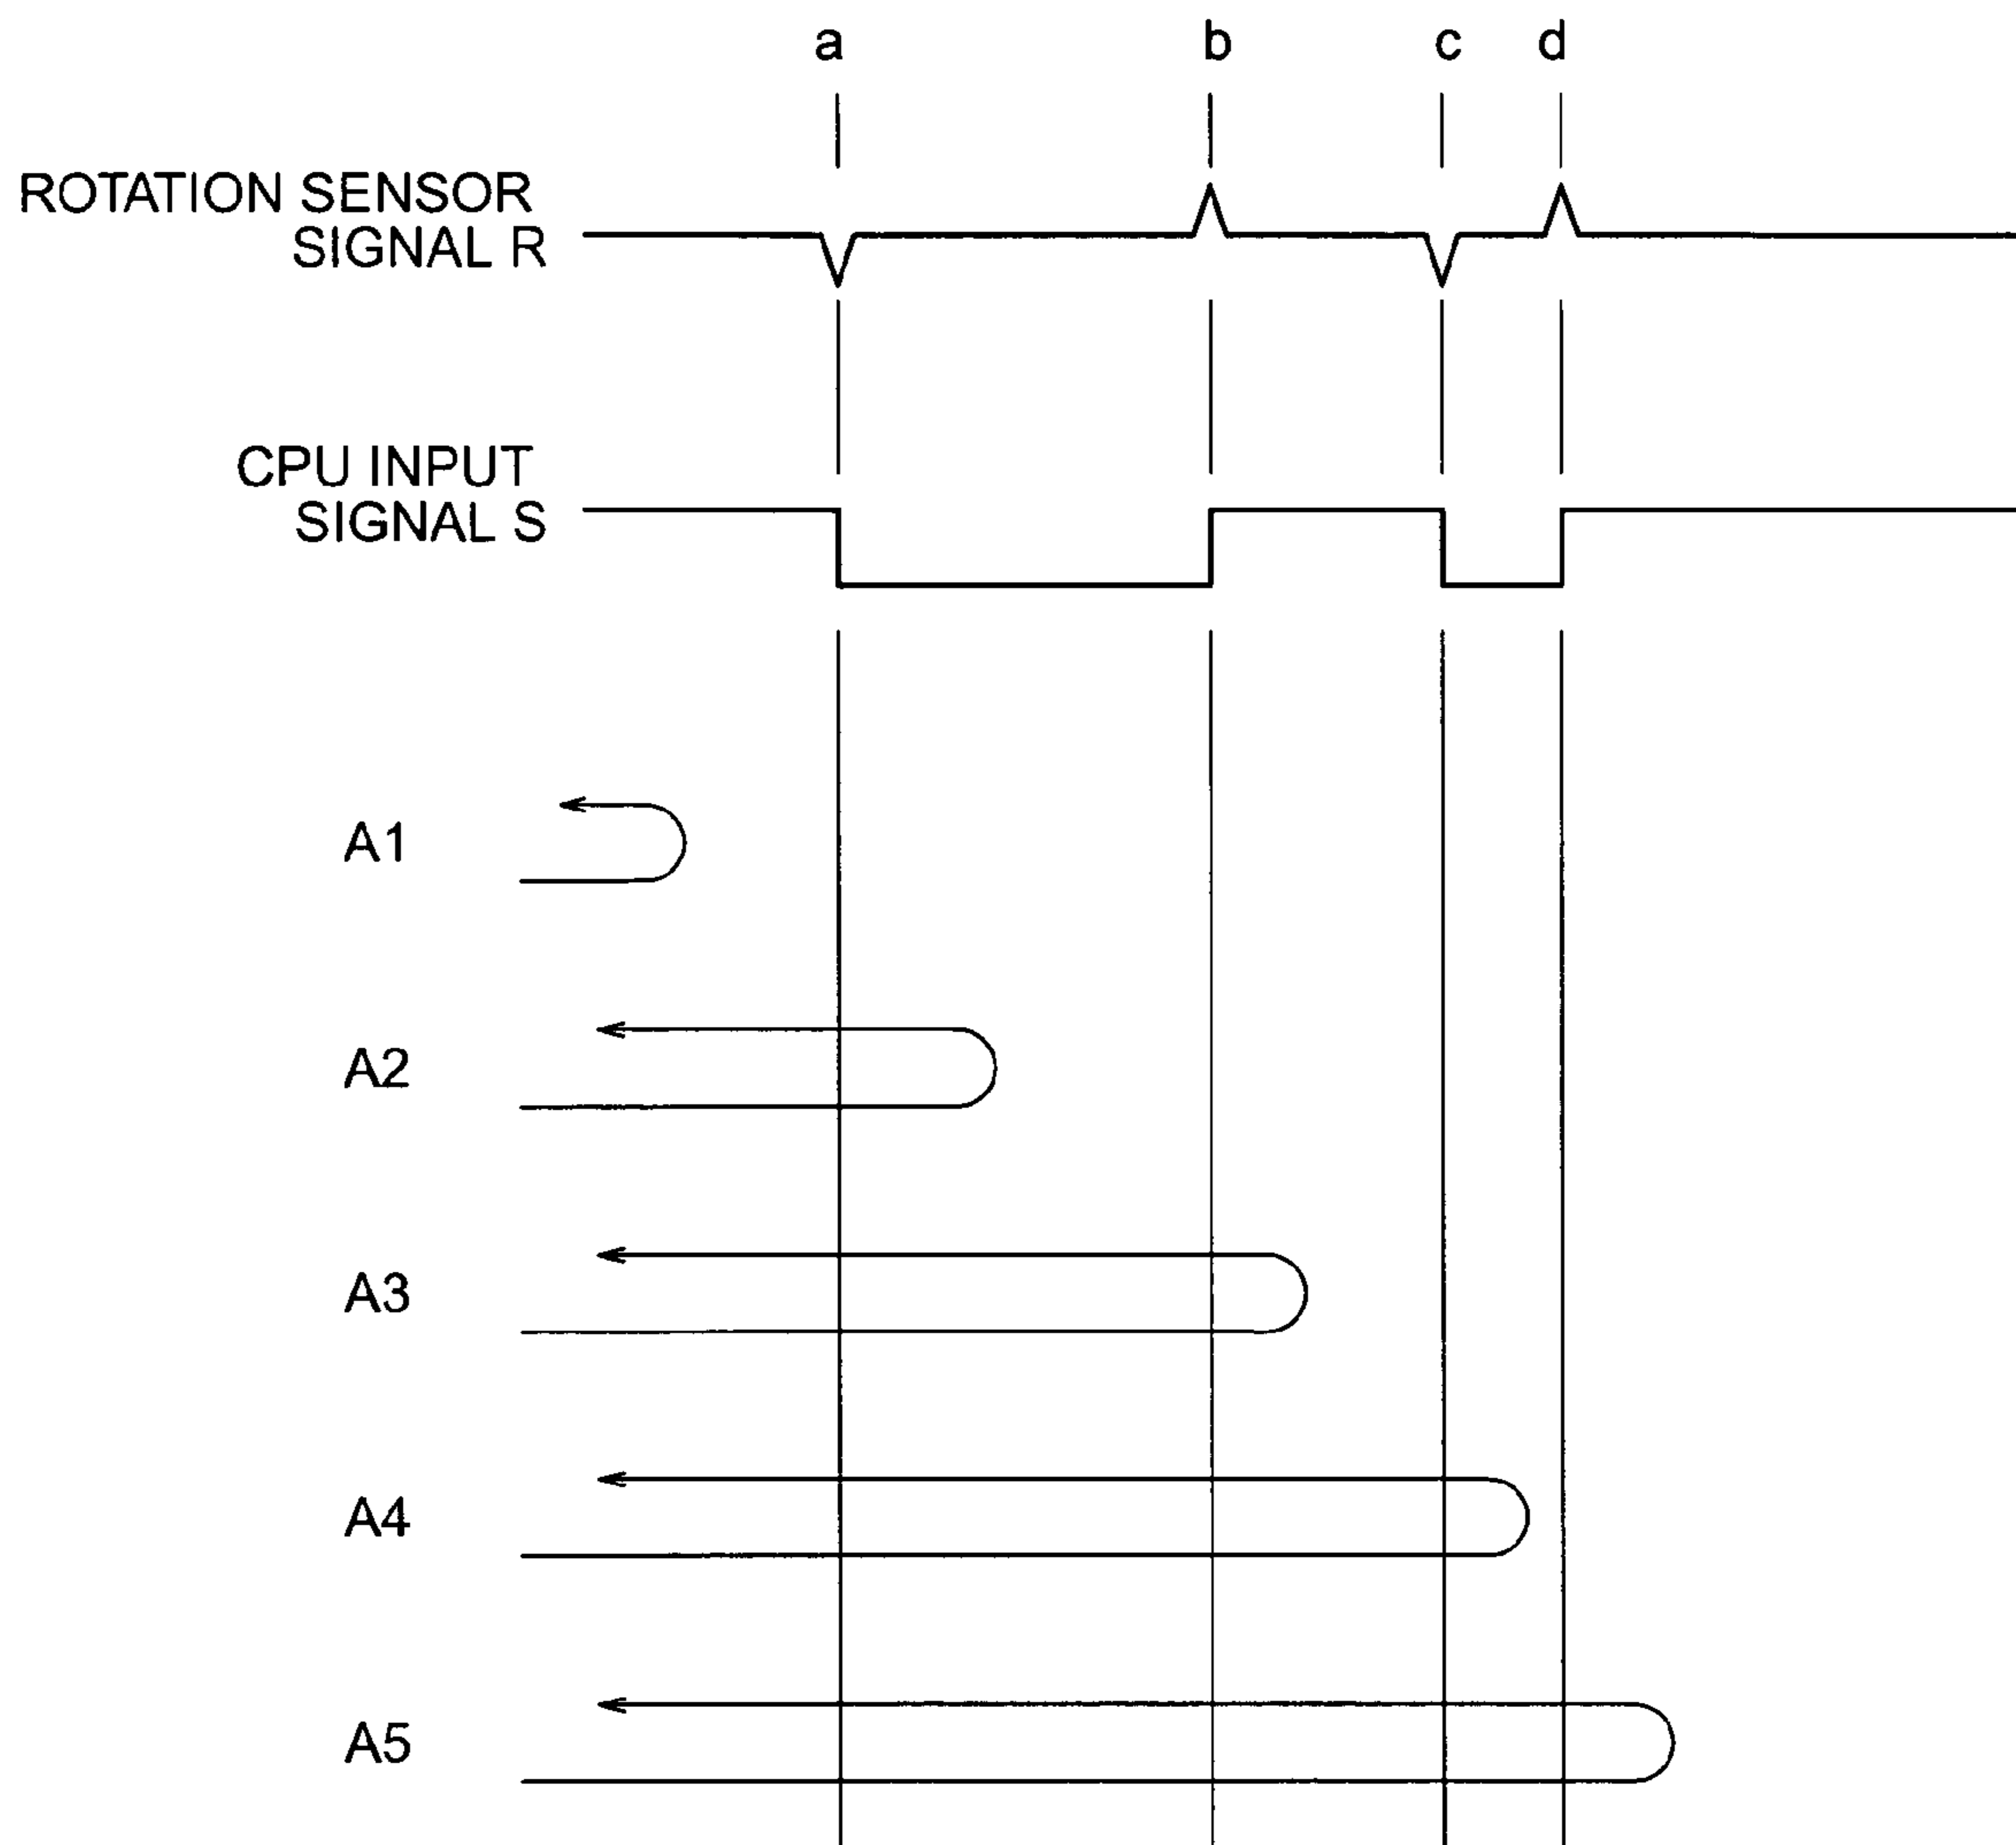 a b c d
ROTATION SENSOR
SIGNAL R
CPU INPUT
SIGNAL S
A1
A2
A3
A4
A5